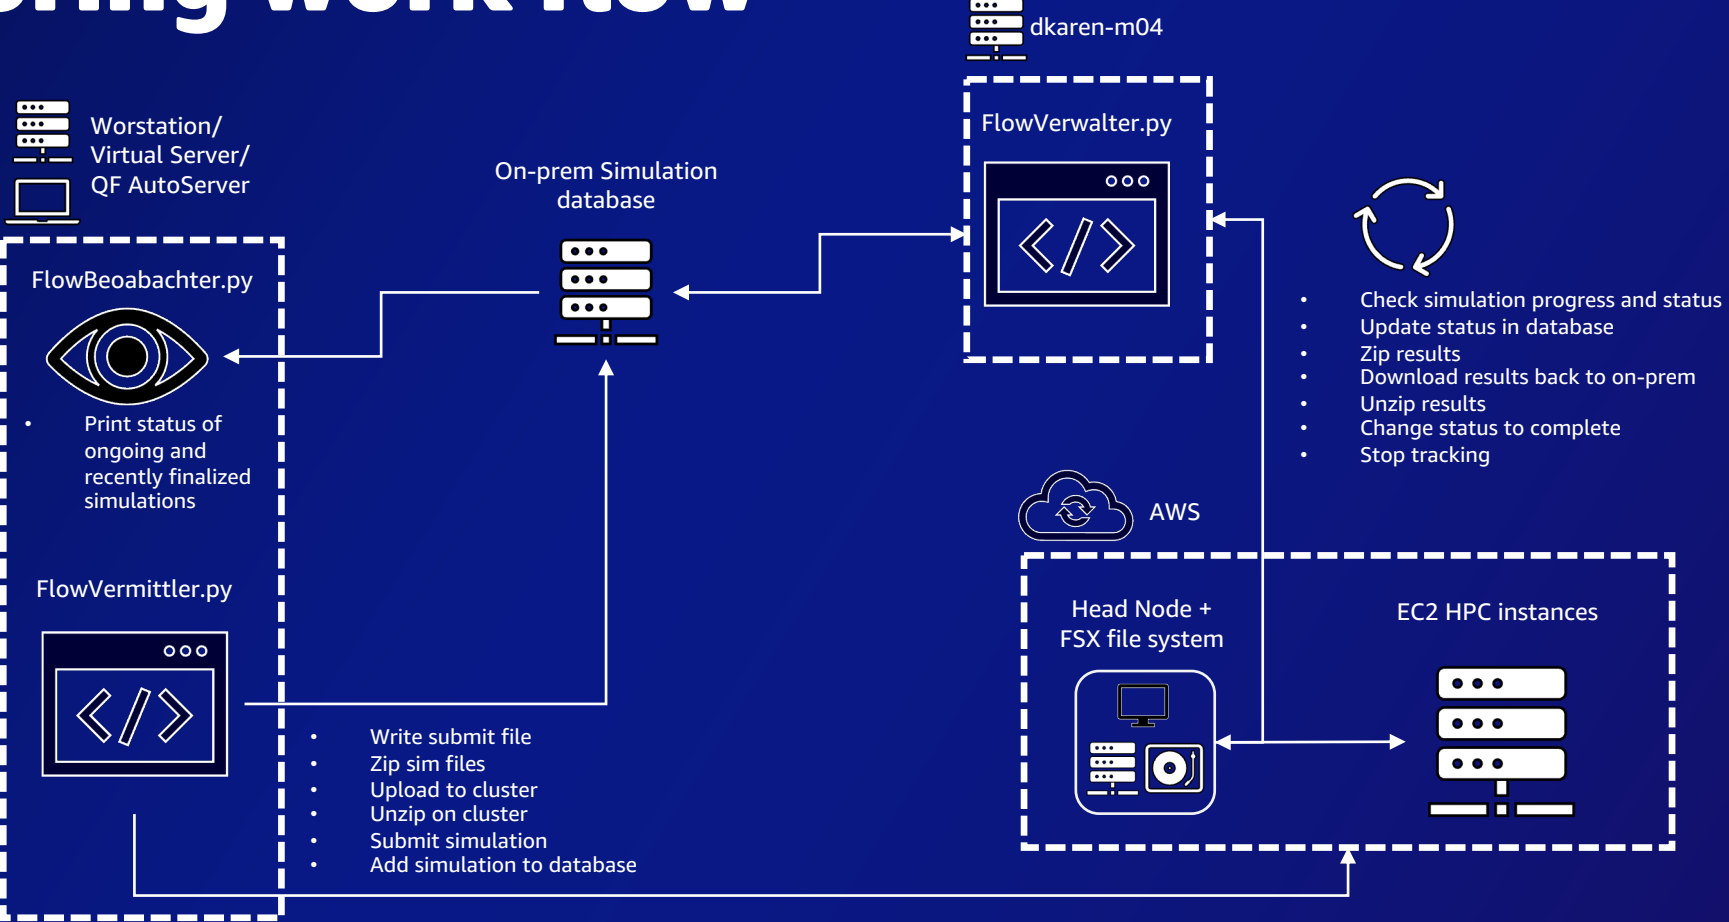 work flow
dkaren-m04
Worstation/
Virtual Server/
QF AutoServer
On-prem Simulation
database
FlowVerwalter.py
FlowBeoabachter.py
• Print status of
ongoing and
recently finalized
simulations
• Check simulation progress and status
• Update status in database
• Zip results
• Download results back to on-prem
• Unzip results
• Change status to complete
• Stop tracking
AWS
FlowVermittler.py
Head Node +
FSX file system
EC2 HPC instances
• Write submit file
• Zip sim files
• Upload to cluster
• Unzip on cluster
• Submit simulation
• Add simulation to database